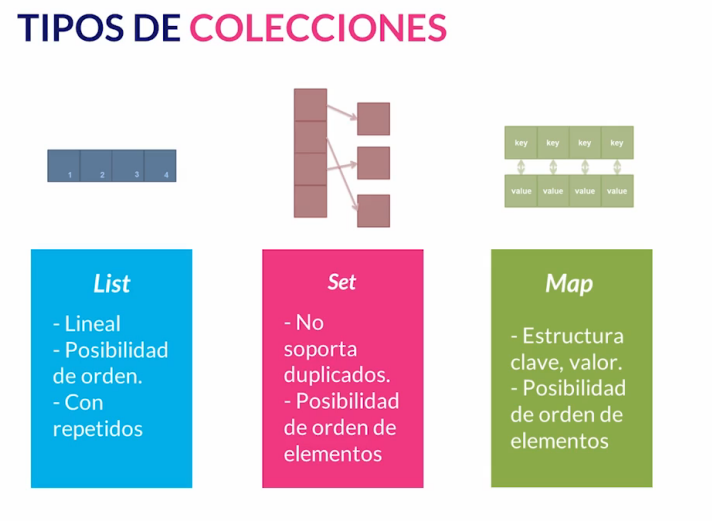 TIPOS DE COLECCIONES
1 2 3 4
key key key key
value value value value
List
- Lineal
- Posibilidad
de orden.
- Con
repetidos
Set
- No
soporta
duplicados.
- Posibilidad
de orden de
elementos
Map
- Estructura
clave, valor.
- Posibilidad
de orden de
elementos